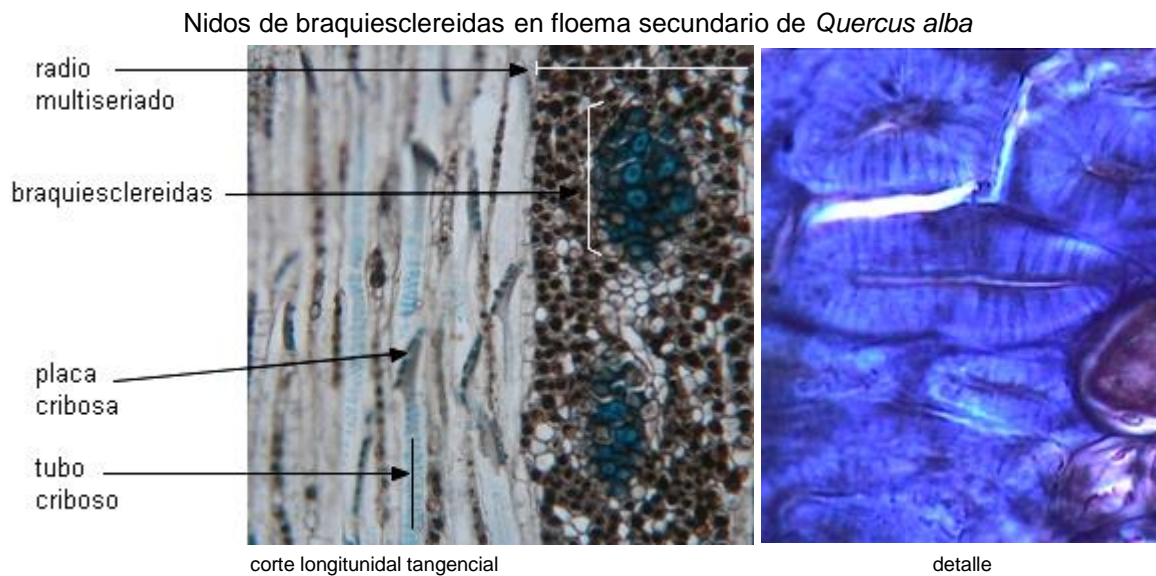 Nidos de braquiesclereidas en floema secundario de Quercus alba
radio
multiseriado
braquiesclereidas
placa
cribosa
tubo
criboso
corte longitunidal tangencial
detalle